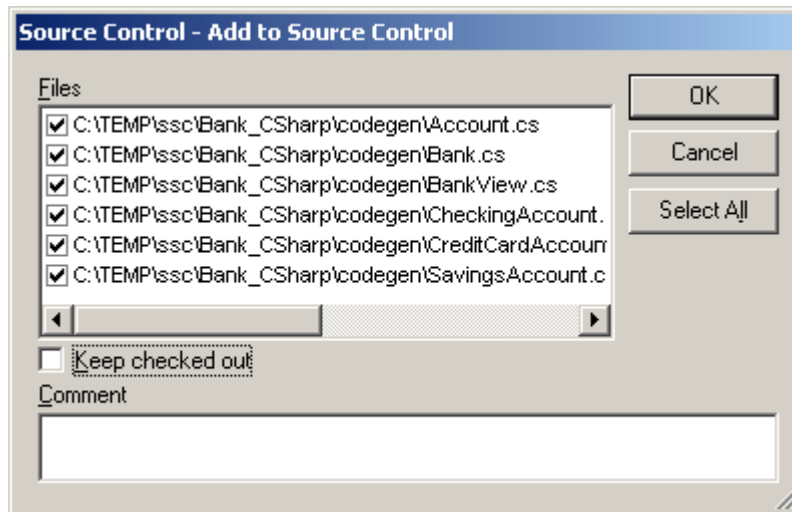 Source Control - Add to Source Control
Files
C:\TEMP\ssc\Bank_CSharp\codegen\Account.cs
C:\TEMP\ssc\Bank_CSharp\codegen\Bank.cs
C:\TEMP\ssc\Bank_CSharp\codegen\BankView.cs
C:\TEMP\ssc\Bank_CSharp\codegen\CheckingAccount.
C:\TEMP\ssc\Bank_CSharp\codegen\CreditCardAccoun
C:\TEMP\ssc\Bank_CSharp\codegen\SavingsAccount.c
OK
Cancel
Select All
Keep checked out
Comment